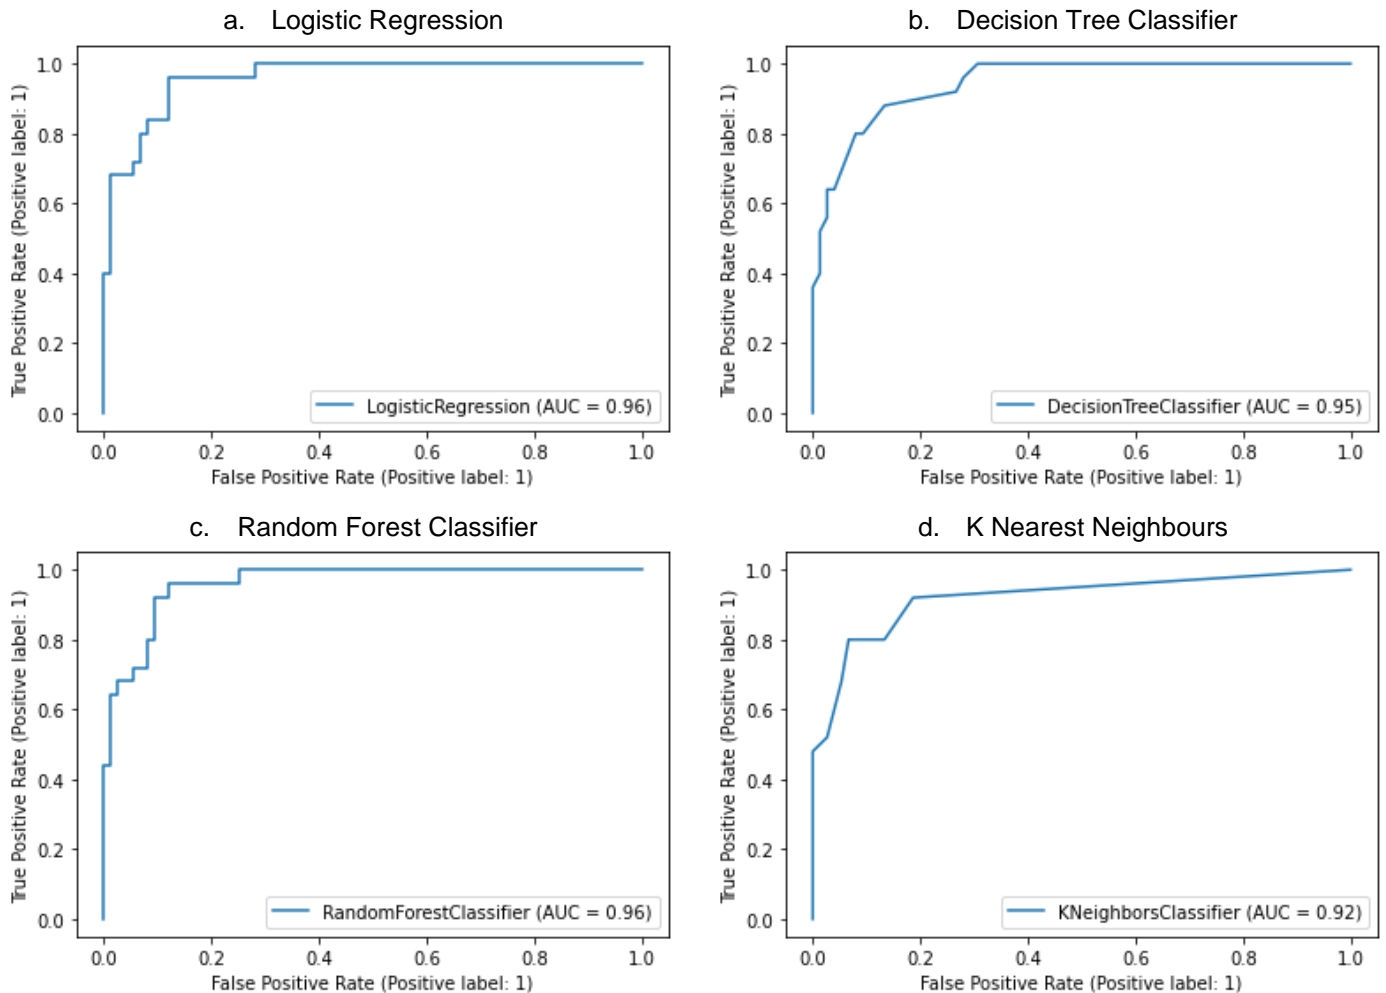 a. Logistic Regression
True Positive Rate (Positive label: 1)
1.0
0.8
0.6
0.4
0.2
0.0
LogisticRegression (AUC = 0.96)
0.0 0.2 0.4 0.6 0.8 1.0
False Positive Rate (Positive label: 1)
b. Decision Tree Classifier
True Positive Rate (Positive label: 1)
1.0
0.8
0.6
0.4
0.2
0.0
DecisionTreeClassifier (AUC = 0.95)
0.0 0.2 0.4 0.6 0.8 1.0
False Positive Rate (Positive label: 1)
c. Random Forest Classifier
True Positive Rate (Positive label: 1)
1.0
0.8
0.6
0.4
0.2
0.0
RandomForestClassifier (AUC = 0.96)
0.0 0.2 0.4 0.6 0.8 1.0
False Positive Rate (Positive label: 1)
d. K Nearest Neighbours
True Positive Rate (Positive label: 1)
1.0
0.8
0.6
0.4
0.2
0.0
KNeighborsClassifier (AUC = 0.92)
0.0 0.2 0.4 0.6 0.8 1.0
False Positive Rate (Positive label: 1)